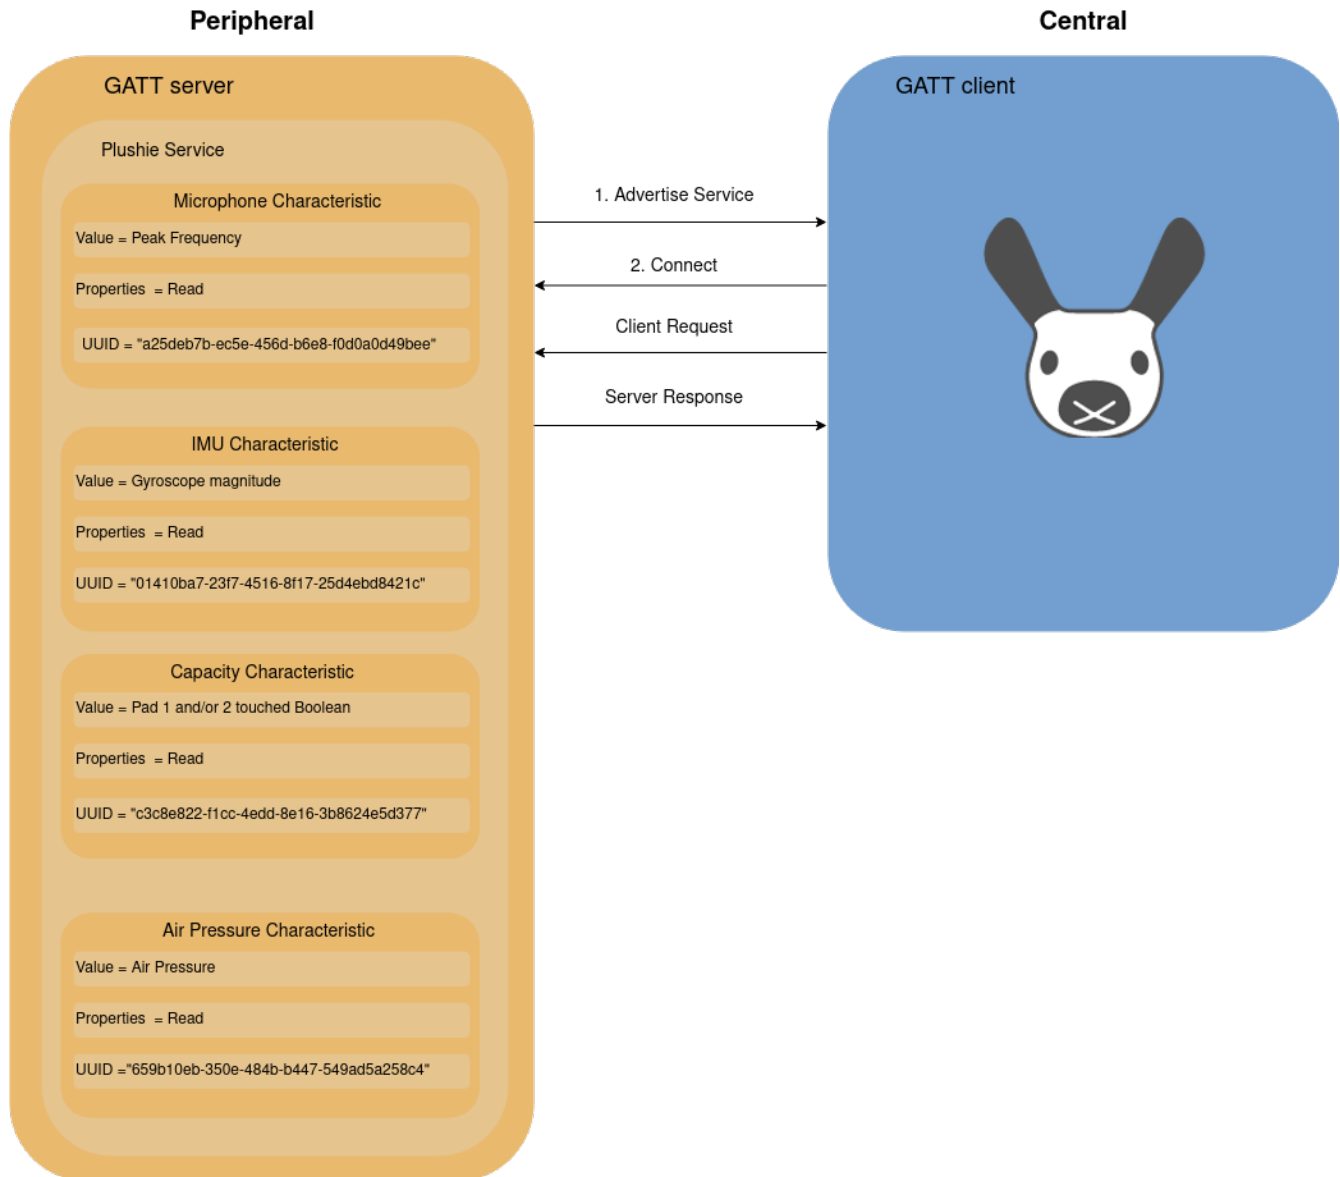 Peripheral
Central
GATT server
Plushie Service
Microphone Characteristic
Value = Peak Frequency
Properties  = Read
UUID = "a25deb7b-ec5e-456d-b6e8-f0d0a0d49bee"
IMU Characteristic
Value = Gyroscope magnitude
Properties  = Read
UUID = "01410ba7-23f7-4516-8f17-25d4ebd8421c"
Capacity Characteristic
Value = Pad 1 and/or 2 touched Boolean
Properties  = Read
UUID = "c3c8e822-f1cc-4edd-8e16-3b8624e5d377"
Air Pressure Characteristic
Value = Air Pressure
Properties  = Read
UUID ="659b10eb-350e-484b-b447-549ad5a258c4"
1. Advertise Service
2. Connect
Client Request
Server Response
GATT client